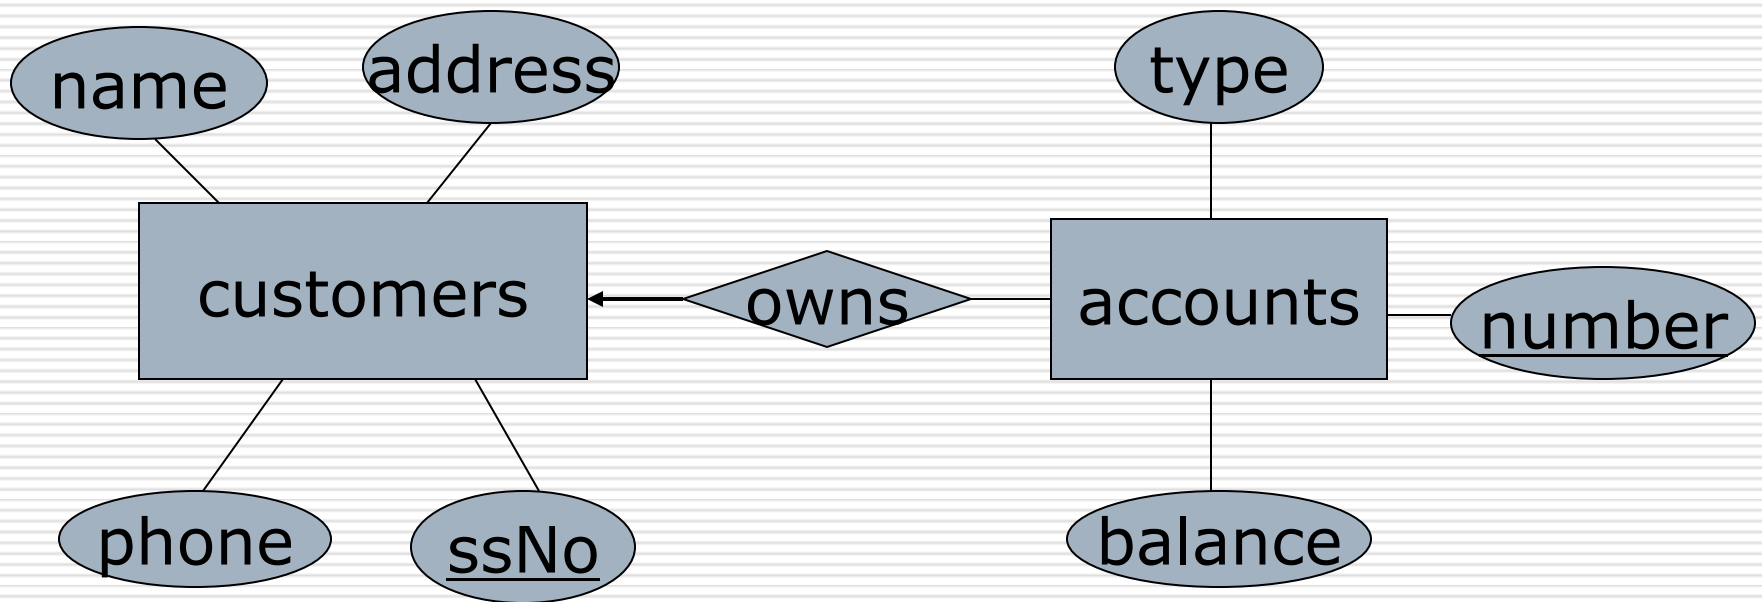 name
address
type
customers
owns
accounts
number
phone
ssNo
balance